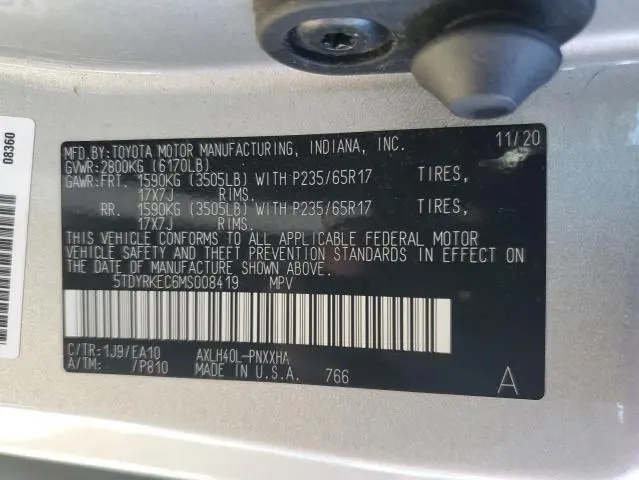 MFD.BY:TOYOTA MOTOR MANUFACTURING, INDIANA, INC. 11/20
GVWR:2800KG (6170LB)
GAWR:FRT. 1590KG (3505LB) WITH P235/65R17 TIRES,
17X7J RIMS.
RR. 1590KG (3505LB) WITH P235/65R17 TIRES,
17X7J RIMS.
THIS VEHICLE CONFORMS TO ALL APPLICABLE FEDERAL MOTOR
VEHICLE SAFETY AND THEFT PREVENTION STANDARDS IN EFFECT ON
THE DATE OF MANUFACTURE SHOWN ABOVE.
5TDYRKEC6MS008419 MPV
C/TR:1J9/EA10 AXLH40L-PNXXHA
A/TM: /P810 MADE IN U.S.A. 766
A
08360